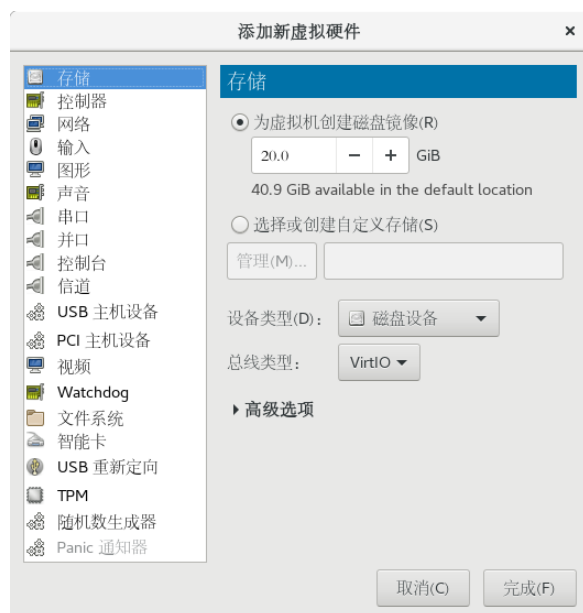 添加新虚拟硬件
存储
控制器
网络
输入
图形
声音
串口
并口
控制台
信道
USB 主机设备
PCI 主机设备
视频
Watchdog
文件系统
智能卡
USB 重新定向
TPM
随机数生成器
Panic 通知器
存储
为虚拟机创建磁盘镜像(R)
20.0 − + GiB
40.9 GiB available in the default location
选择或创建自定义存储(S)
管理(M)...
设备类型(D)： 磁盘设备
总线类型： VirtIO
高级选项
取消(C) 完成(F)